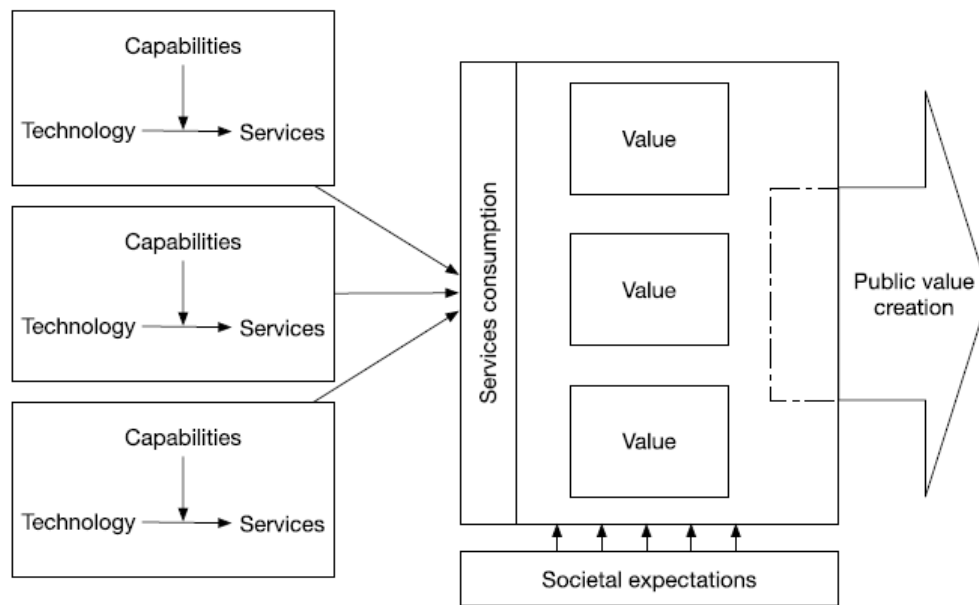 Capabilities
Technology
Services
Capabilities
Technology
Services
Capabilities
Technology
Services
Services consumption
Value
Value
Value
Societal expectations
Public value
creation